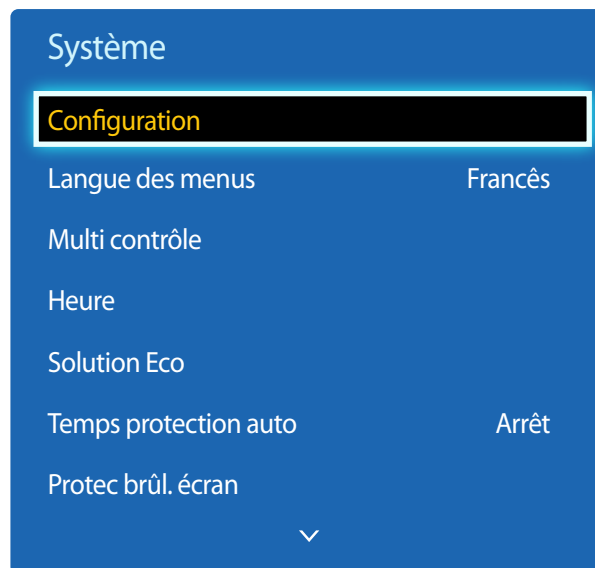 Système
Configuration
Langue des menus Francês
Multi contrôle
Heure
Solution Eco
Temps protection auto Arrêt
Protec brûl. écran